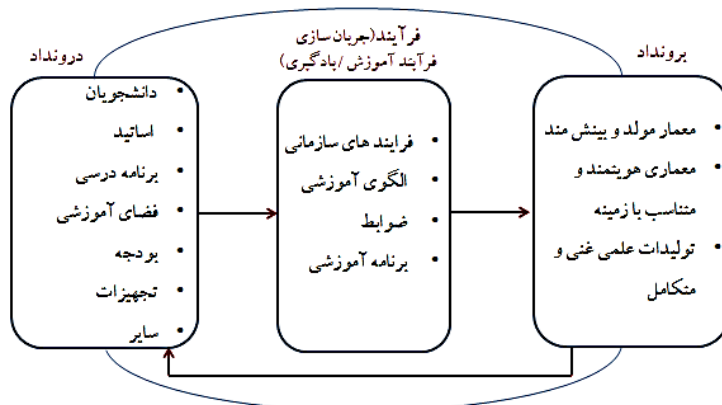 درونداد
دانشجویان
اساتید
برنامه درسی
فضای آموزشی
بودجه
تجهیزات
سایر
فرآیند(جریان سازی
فرآیند آموزش /یادگیری)
فرایند های سازمانی
الگوی آموزشی
ضوابط
برنامه آموزشی
برونداد
معمار مولد و بینش مند
معماری هویتمند و
متناسب با زمینه
تولیدات علمی غنی و
متکامل